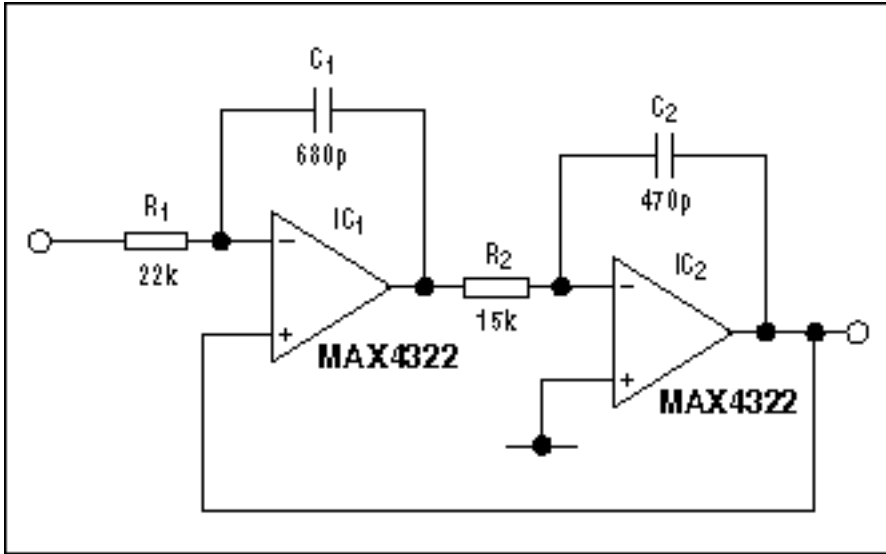 C1
680p
C2
470p
R1
22k
IC1
MAX4322
R2
15k
IC2
MAX4322
−
+
−
+